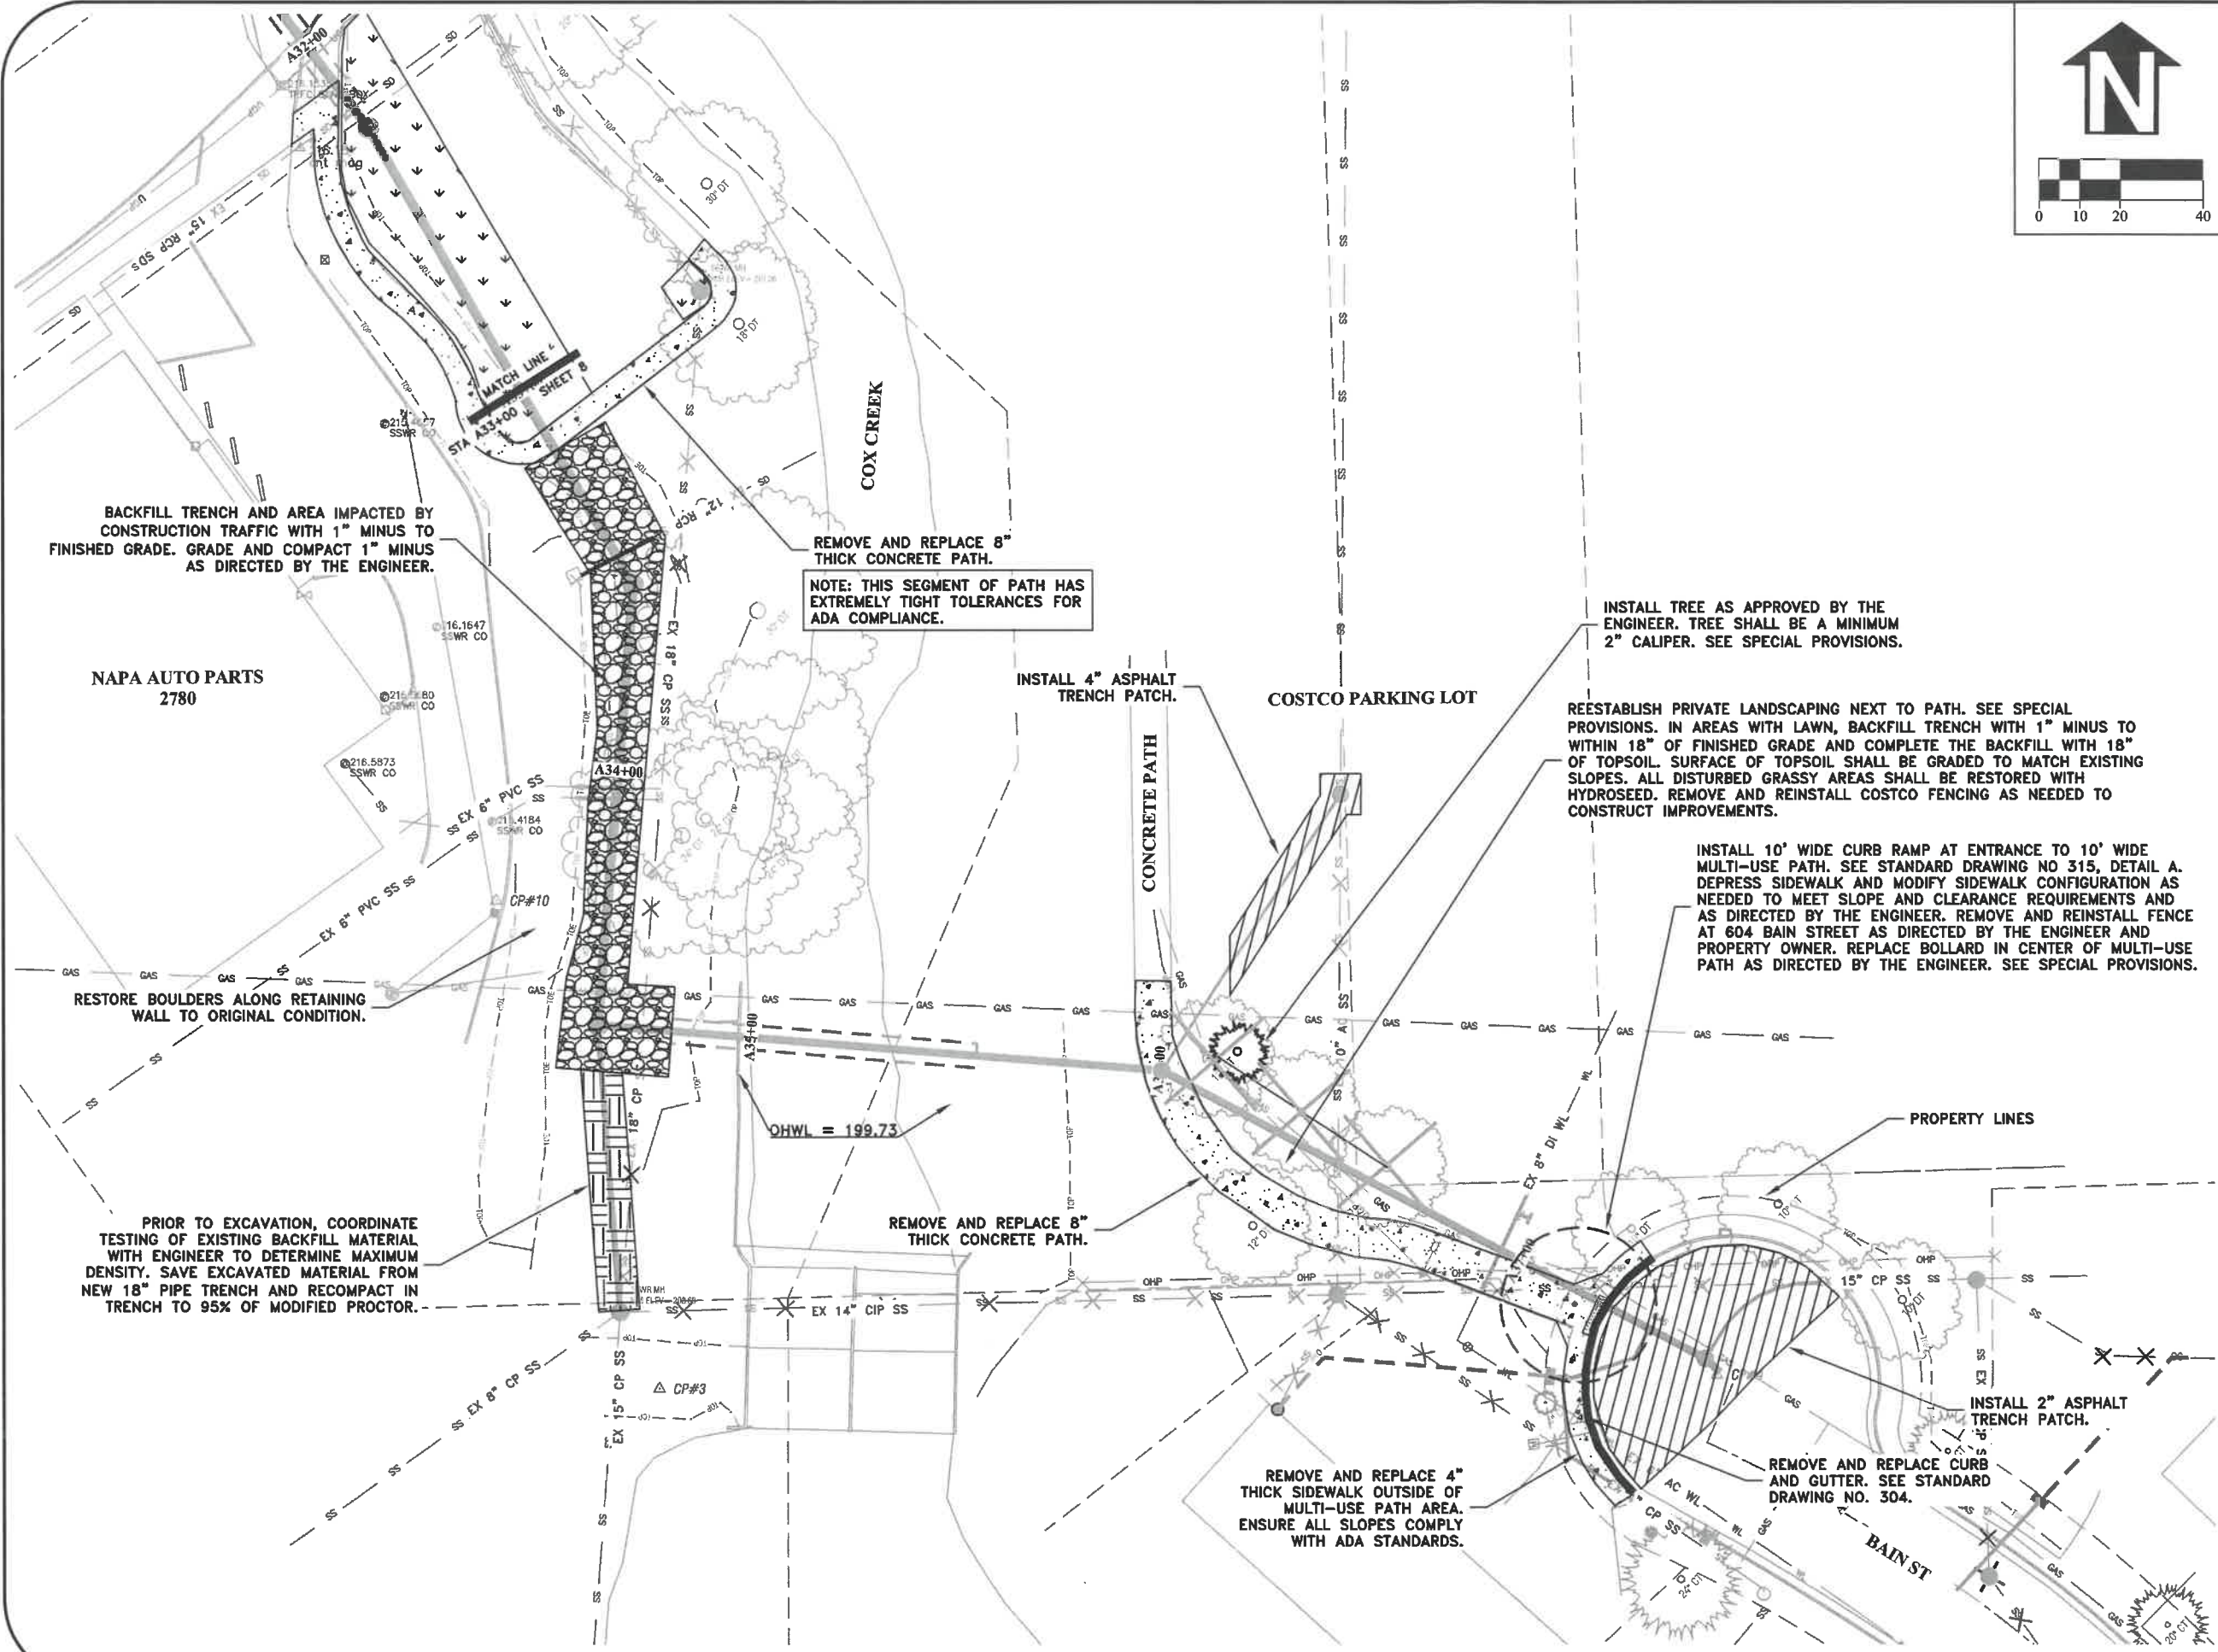 N
0 10 20 40
A32+00
EX 15" RCP SDS
30" DT
18" DT
MATCH LINE
STA A33+00 SHEET 8
COX CREEK
BACKFILL TRENCH AND AREA IMPACTED BY
CONSTRUCTION TRAFFIC WITH 1" MINUS TO
FINISHED GRADE. GRADE AND COMPACT 1" MINUS
AS DIRECTED BY THE ENGINEER.
12" RCP
REMOVE AND REPLACE 8"
THICK CONCRETE PATH.
NOTE: THIS SEGMENT OF PATH HAS
EXTREMELY TIGHT TOLERANCES FOR
ADA COMPLIANCE.
INSTALL TREE AS APPROVED BY THE
ENGINEER. TREE SHALL BE A MINIMUM
2" CALIPER. SEE SPECIAL PROVISIONS.
NAPA AUTO PARTS
2780
EX 18" CP SS
INSTALL 4" ASPHALT
TRENCH PATCH.
COSTCO PARKING LOT
CONCRETE PATH
REESTABLISH PRIVATE LANDSCAPING NEXT TO PATH. SEE SPECIAL
PROVISIONS. IN AREAS WITH LAWN, BACKFILL TRENCH WITH 1" MINUS TO
WITHIN 18" OF FINISHED GRADE AND COMPLETE THE BACKFILL WITH 18"
OF TOPSOIL. SURFACE OF TOPSOIL SHALL BE GRADED TO MATCH EXISTING
SLOPES. ALL DISTURBED GRASSY AREAS SHALL BE RESTORED WITH
HYDROSEED. REMOVE AND REINSTALL COSTCO FENCING AS NEEDED TO
CONSTRUCT IMPROVEMENTS.
A34+00
216.5873
SSWR CO
EX 6" PVC SS
EX 6" PVC SS
CP#10
INSTALL 10' WIDE CURB RAMP AT ENTRANCE TO 10' WIDE
MULTI-USE PATH. SEE STANDARD DRAWING NO 315, DETAIL A.
DEPRESS SIDEWALK AND MODIFY SIDEWALK CONFIGURATION AS
NEEDED TO MEET SLOPE AND CLEARANCE REQUIREMENTS AND
AS DIRECTED BY THE ENGINEER. REMOVE AND REINSTALL FENCE
AT 604 BAIN STREET AS DIRECTED BY THE ENGINEER AND
PROPERTY OWNER. REPLACE BOLLARD IN CENTER OF MULTI-USE
PATH AS DIRECTED BY THE ENGINEER. SEE SPECIAL PROVISIONS.
GAS GAS GAS GAS
RESTORE BOULDERS ALONG RETAINING
WALL TO ORIGINAL CONDITION.
A35+00
OHWL = 199.73
PROPERTY LINES
EX 8" DI WL
PRIOR TO EXCAVATION, COORDINATE
TESTING OF EXISTING BACKFILL MATERIAL
WITH ENGINEER TO DETERMINE MAXIMUM
DENSITY. SAVE EXCAVATED MATERIAL FROM
NEW 18" PIPE TRENCH AND RECOMPACT IN
TRENCH TO 95% OF MODIFIED PROCTOR.
REMOVE AND REPLACE 8"
THICK CONCRETE PATH.
EX 14" CIP SS
15" CP SS
EX 8" CP SS
EX 15" CP SS
CP#3
INSTALL 2" ASPHALT
TRENCH PATCH.
REMOVE AND REPLACE CURB
AND GUTTER. SEE STANDARD
DRAWING NO. 304.
REMOVE AND REPLACE 4"
THICK SIDEWALK OUTSIDE OF
MULTI-USE PATH AREA.
ENSURE ALL SLOPES COMPLY
WITH ADA STANDARDS.
AC WL
BAIN ST
24" CT
20" CT